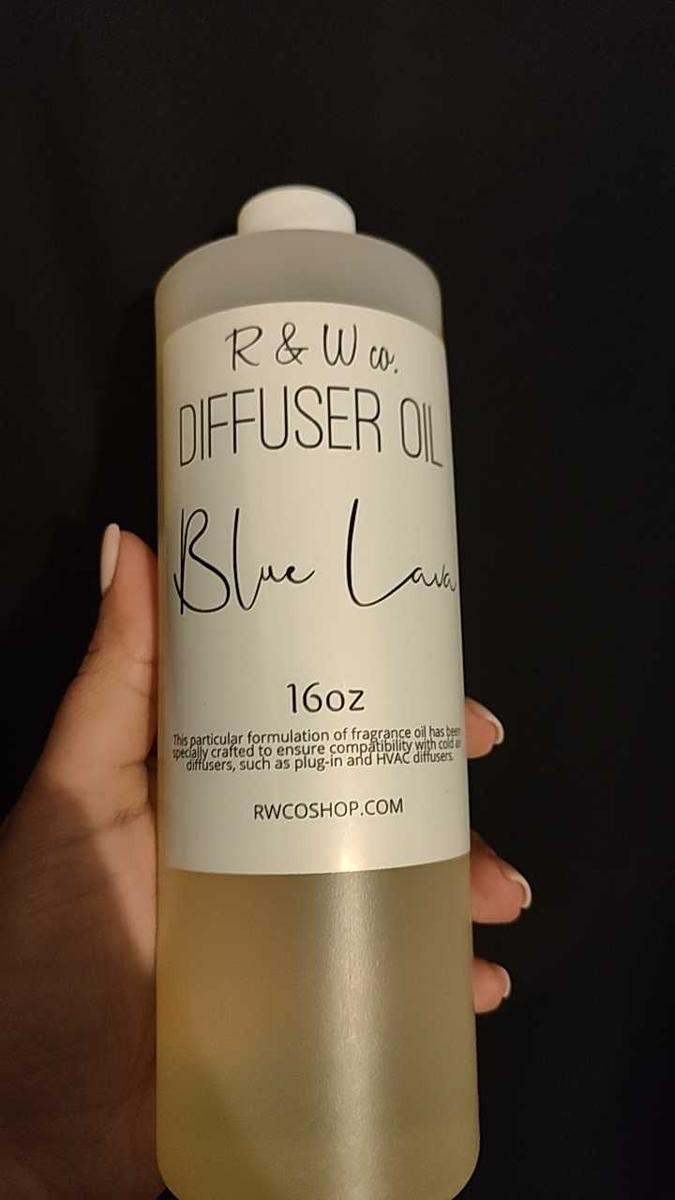 R & W co.
DIFFUSER OIL
Blue Lava
16oz
This particular formulation of fragrance oil has been
specially crafted to ensure compatibility with cold
diffusers, such as plug-in and HVAC diffusers.
RWCOSHOP.COM